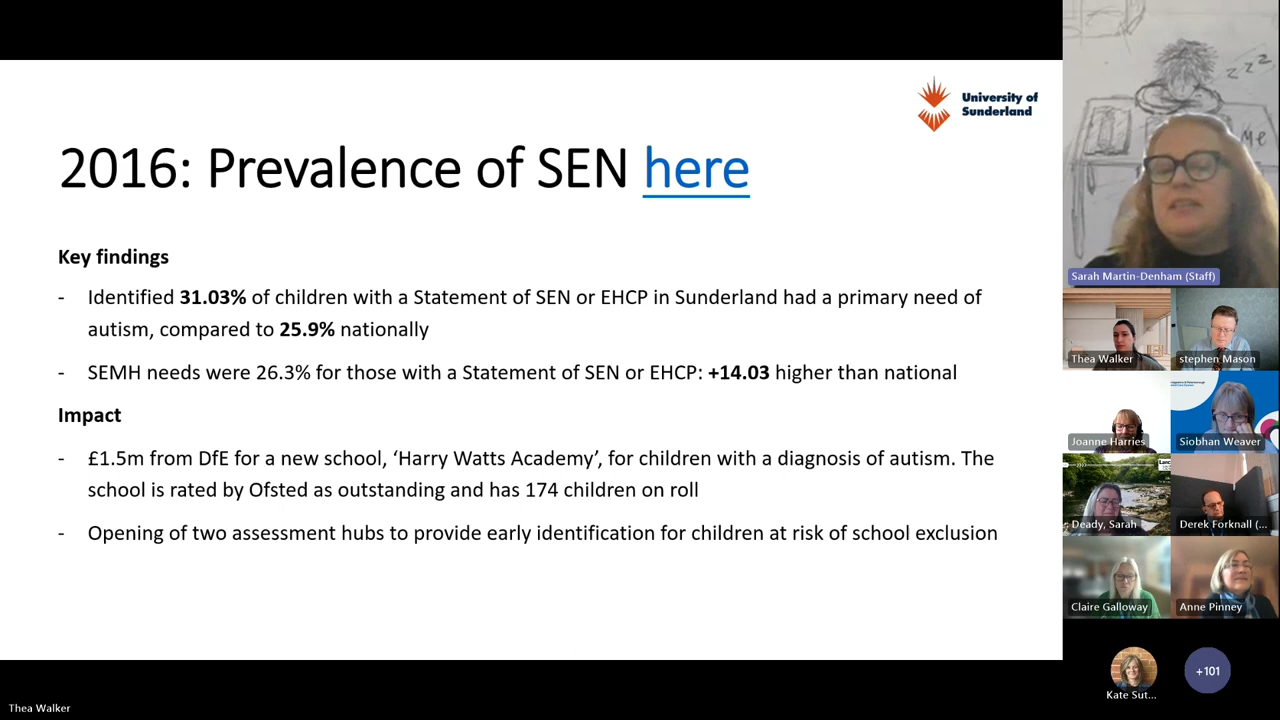 University of
Sunderland
2016: Prevalence of SEN here
Key findings
- Identified 31.03% of children with a Statement of SEN or EHCP in Sunderland had a primary need of
autism, compared to 25.9% nationally
- SEMH needs were 26.3% for those with a Statement of SEN or EHCP: +14.03 higher than national
Impact
- £1.5m from DfE for a new school, ‘Harry Watts Academy’, for children with a diagnosis of autism. The
school is rated by Ofsted as outstanding and has 174 children on roll
- Opening of two assessment hubs to provide early identification for children at risk of school exclusion
zzz
Me
Sarah Martin-Denham (Staff)
Thea Walker
stephen Mason
Joanne Harries
Siobhan Weaver
Deady, Sarah
Derek Forknall (...
Claire Galloway
Anne Pinney
Kate Sut...
+101
Thea Walker